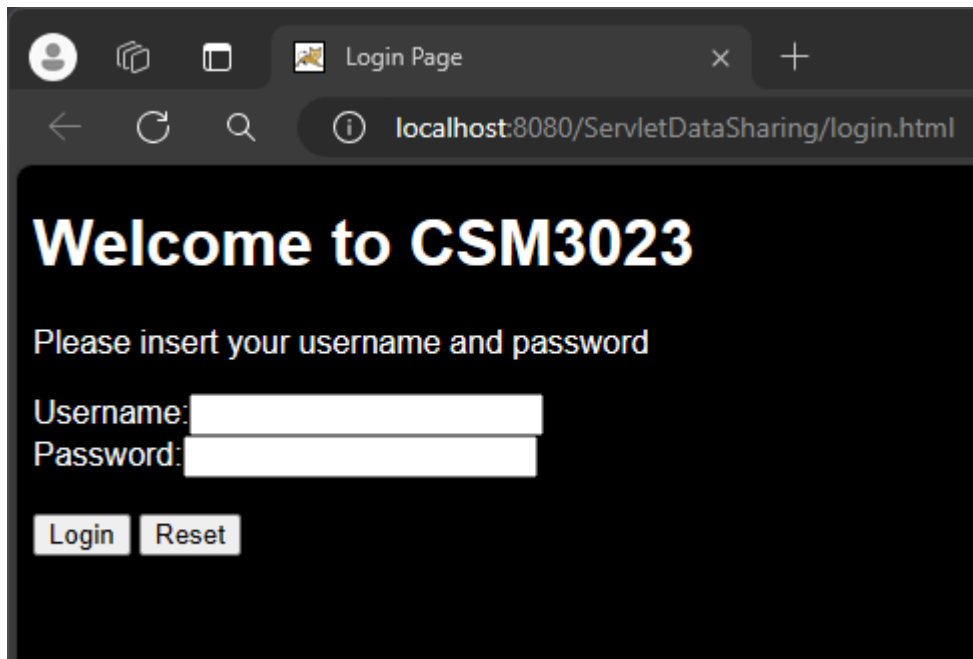 Login Page
localhost:8080/ServletDataSharing/login.html
Welcome to CSM3023
Please insert your username and password
Username:
Password:
Login Reset